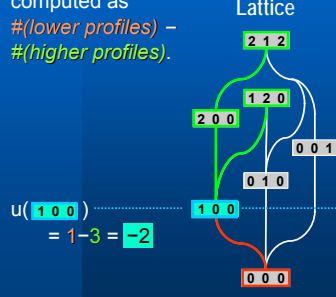 computed as
#(lower profiles) −
#(higher profiles).
Lattice
2 1 2
1 2 0
2 0 0
0 0 1
0 1 0
u( 1 0 0 )
1 0 0
= 1−3 = −2
0 0 0